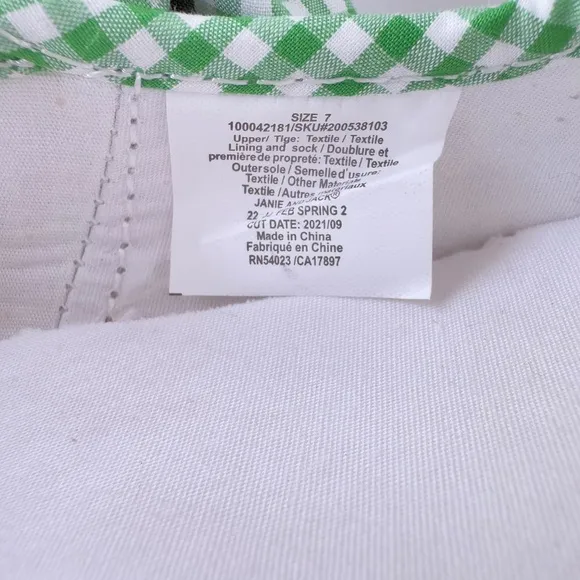 SIZE 7
100042181/SKU#200538103
Upper/ Tige: Textile / Textile
Lining and sock / Doublure et
première de propreté: Textile / Textile
Outersole / Semelled'usure:
Textile / Other Materials
Textile /Autres matériaux
JANIE AND JACK®
22 FEB SPRING 2
CUT DATE: 2021/09
Made in China
Fabriqué en Chine
RN54023 /CA17897